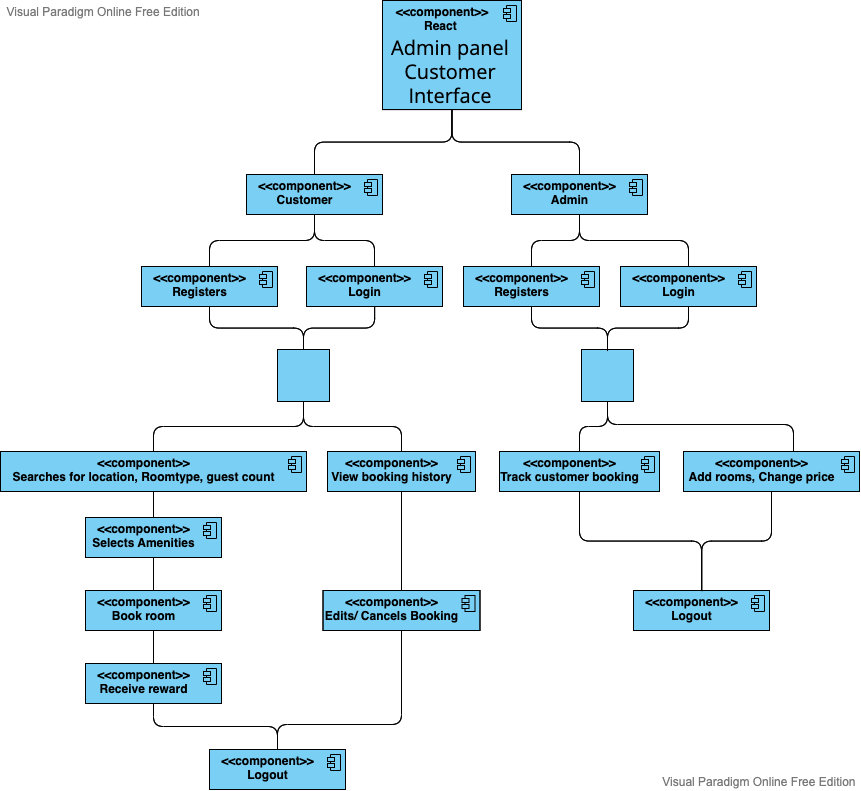 Visual Paradigm Online Free Edition
<<component>>
React
Admin panel
Customer
Interface
<<component>>
Customer
<<component>>
Admin
<<component>>
Registers
<<component>>
Login
<<component>>
Registers
<<component>>
Login
<<component>>
Searches for location, Roomtype, guest count
<<component>>
View booking history
<<component>>
Track customer booking
<<component>>
Add rooms, Change price
<<component>>
Selects Amenities
<<component>>
Book room
<<component>>
Edits/ Cancels Booking
<<component>>
Logout
<<component>>
Receive reward
<<component>>
Logout
Visual Paradigm Online Free Edition